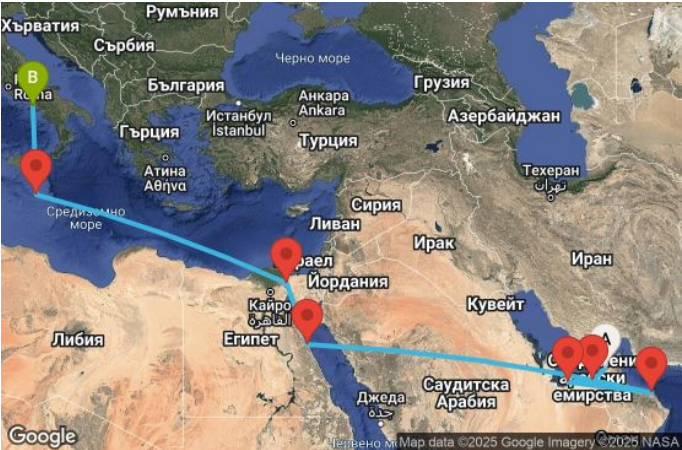 Румъния
Хърватия
Сърбия
Черно море
България
Грузия
B
Roma
Истанбул
İstanbul
Анкара
Ankara
Азербайджан
Гърция
Турция
Атина
Αθήνα
Техеран
تهران
Сирия
Средиземно
море
Ливан
Ирак
Иран
раел
Йордания
Кайро
القاهرة
Кувейт
Либия
Египет
A
Саудитска
Арабия
емирства
Джеда
جدة
Google
Map data ©2025 Google Imagery ©2025 NASA